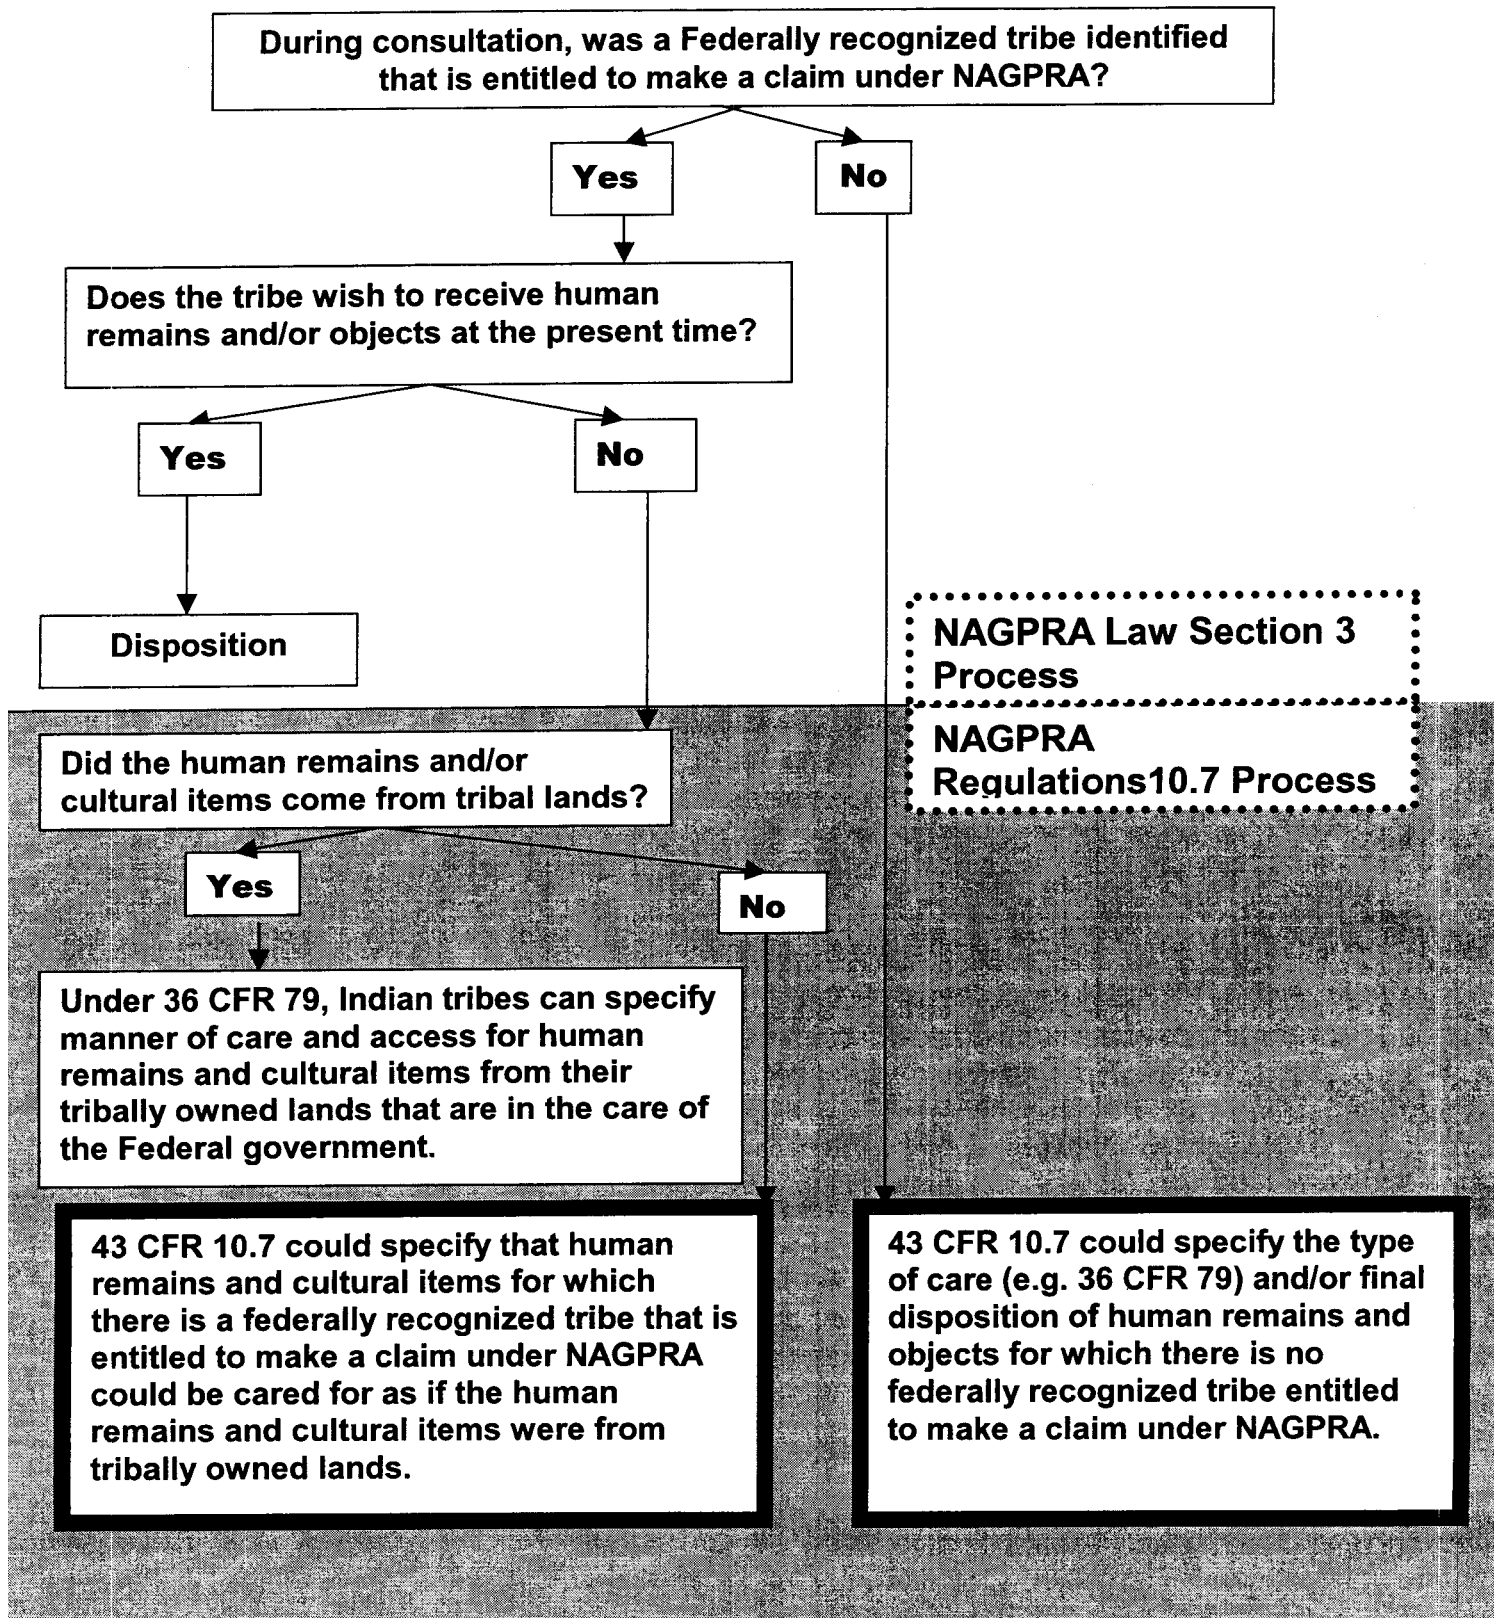 During consultation, was a Federally recognized tribe identified
that is entitled to make a claim under NAGPRA?
Yes
No
Does the tribe wish to receive human
remains and/or objects at the present time?
Yes
No
Disposition
NAGPRA Law Section 3
Process
NAGPRA
Regulations10.7 Process
Did the human remains and/or
cultural items come from tribal lands?
Yes
No
Under 36 CFR 79, Indian tribes can specify
manner of care and access for human
remains and cultural items from their
tribally owned lands that are in the care of
the Federal government.
43 CFR 10.7 could specify that human
remains and cultural items for which
there is a federally recognized tribe that is
entitled to make a claim under NAGPRA
could be cared for as if the human
remains and cultural items were from
tribally owned lands.
43 CFR 10.7 could specify the type
of care (e.g. 36 CFR 79) and/or final
disposition of human remains and
objects for which there is no
federally recognized tribe entitled
to make a claim under NAGPRA.